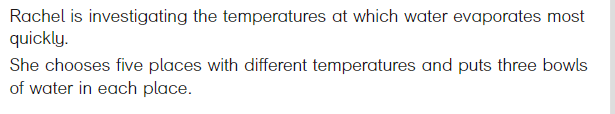 Rachel is investigating the temperatures at which water evaporates most
quickly.
She chooses five places with different temperatures and puts three bowls
of water in each place.